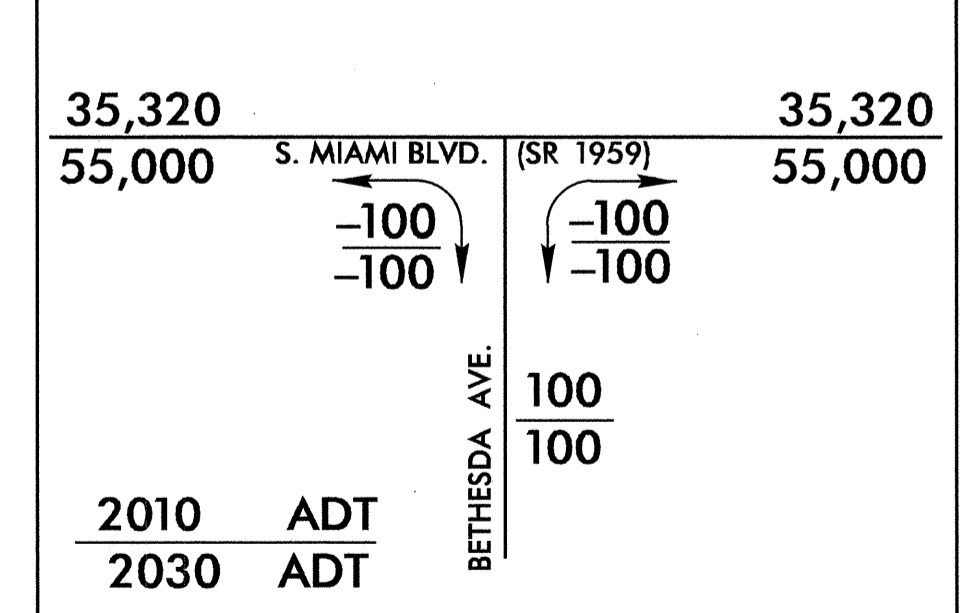 35,320 35,320
55,000 S. MIAMI BLVD. (SR 1959) 55,000
–100 –100
–100 –100
BETHESDA AVE.
100
100
2010 ADT
2030 ADT